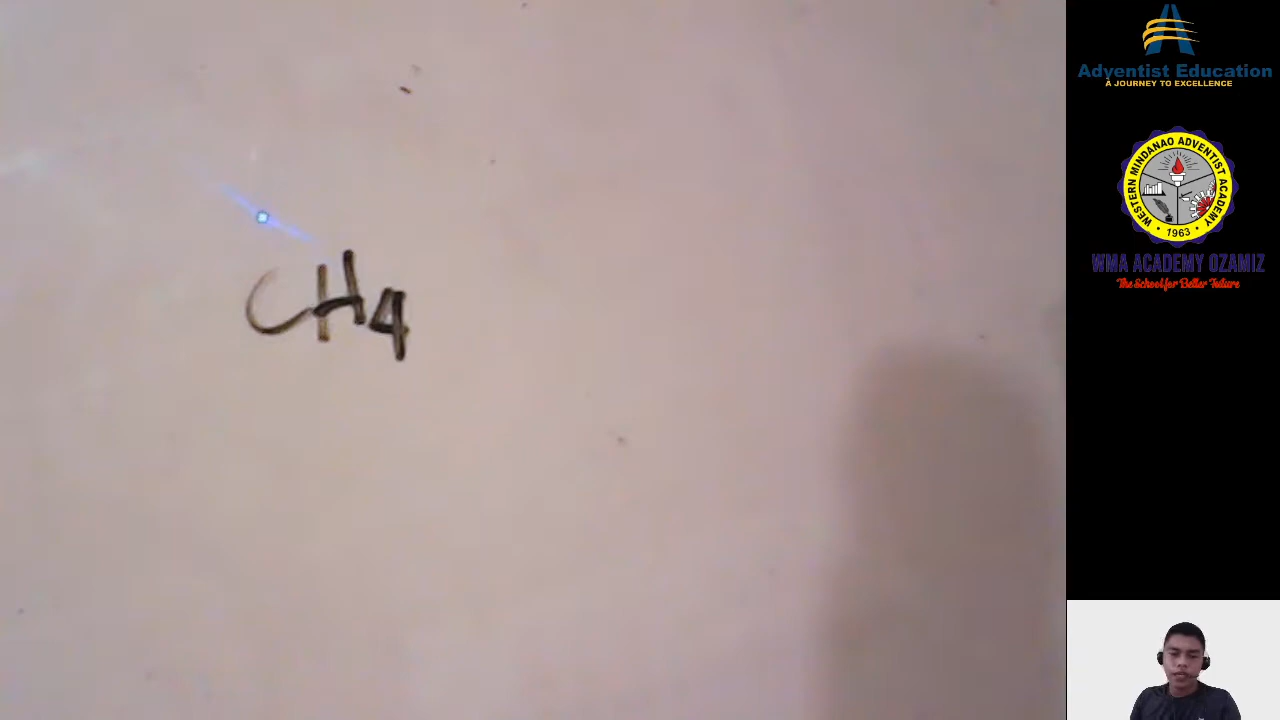 CH4
Adventist Education
A JOURNEY TO EXCELLENCE
WESTERN MINDANAO ADVENTIST ACADEMY
• 1963 •
WMA ACADEMY OZAMIZ
The School for Better Future